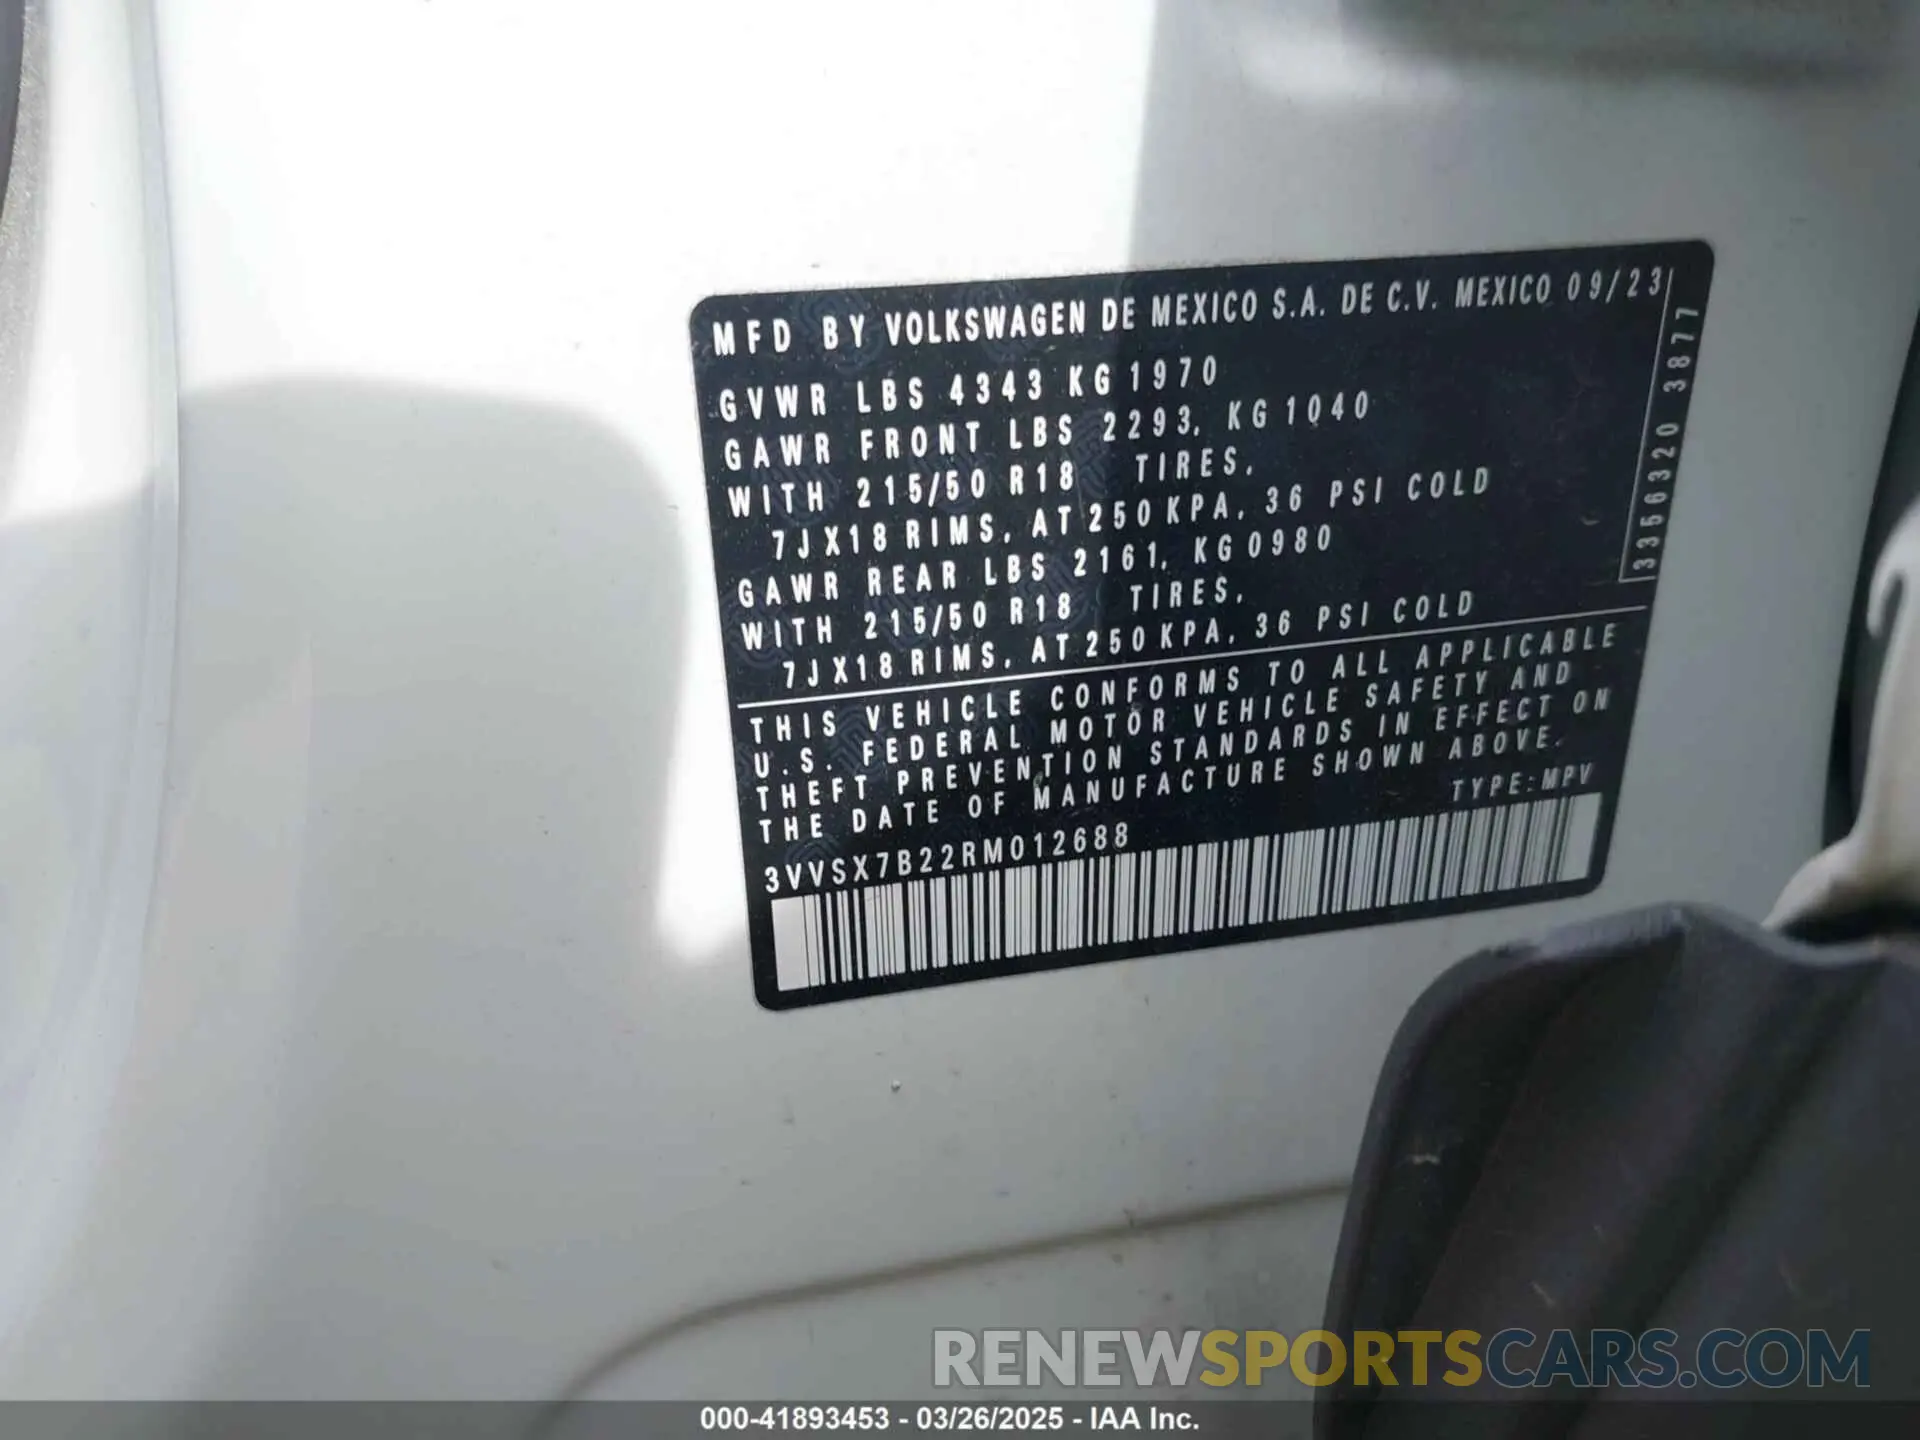 MFD BY VOLKSWAGEN DE MEXICO S.A. DE C.V. MEXICO 09/23
GVWR LBS 4343 KG 1970
GAWR FRONT LBS 2293, KG 1040
WITH 215/50 R18 TIRES,
7JX18 RIMS, AT 250 KPA, 36 PSI COLD
GAWR REAR LBS 2161, KG 0980
WITH 215/50 R18 TIRES,
7JX18 RIMS, AT 250 KPA, 36 PSI COLD
3356320 3877
THIS VEHICLE CONFORMS TO ALL APPLICABLE
U.S. FEDERAL MOTOR VEHICLE SAFETY AND
THEFT PREVENTION STANDARDS IN EFFECT ON
THE DATE OF MANUFACTURE SHOWN ABOVE.
TYPE:MPV
3VVSX7B22RM012688
RENEWSPORTSCARS.COM
000-41893453 - 03/26/2025 - IAA Inc.